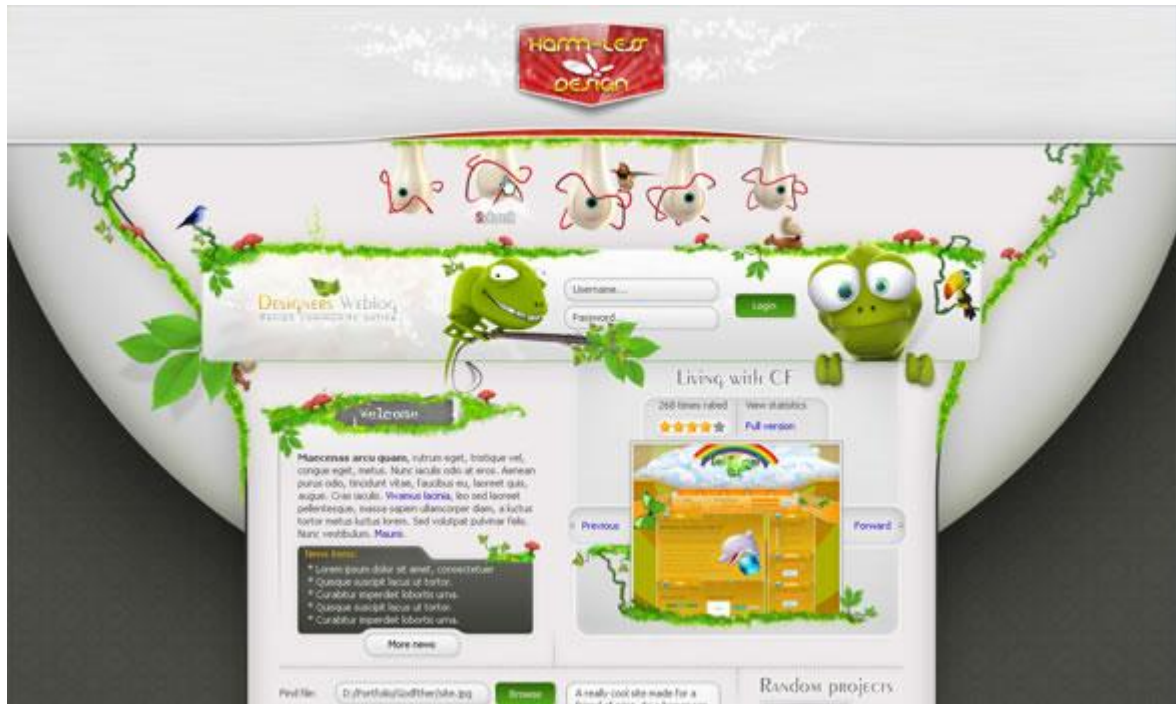 Harm-less
Design
Submit
Designers Weblog
Username...
Password
Login
Welcome
Maecenas arcu quam, rutrum eget, tristique vel,
congue eget, metus. Nunc iaculis odio at eros. Aenean
purus odio, tincidunt vitae, faucibus eu, laoreet quis,
augue. Cras iaculis. Vivamus lacinia, leo sed laoreet
pellentesque, massa sapien ullamcorper diam, a luctus
tortor metus luctus lorem. Sed volutpat pulvinar felis.
Nunc vestibulum. Mauris.
News items:
* Lorem ipsum dolor sit amet, consectetuer
* Quisque suscipit lacus ut tortor.
* Curabitur imperdiet lobortis urna.
* Quisque suscipit lacus ut tortor.
* Curabitur imperdiet lobortis urna.
More news
Living with CF
268 times rated
View statistics
Full version
Previous
Forward
Find file:
Browse
A really cool site made for a
Random projects